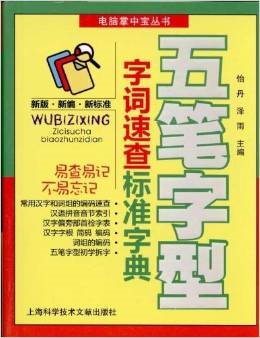 电脑掌中宝丛书
五笔字型
字词速查标准字典
怡丹 泽雨 主编
新版·新编·新标准
WUBIZIXING
Zicisucha
biaozhunzidian
易查易记
不易忘记
常用汉字和词组的编码速查
汉语拼音音节索引
汉字偏旁部首检字表
汉字字根 简码 编码
词组的编码
五笔字型初学拆字
上海科学技术文献出版社